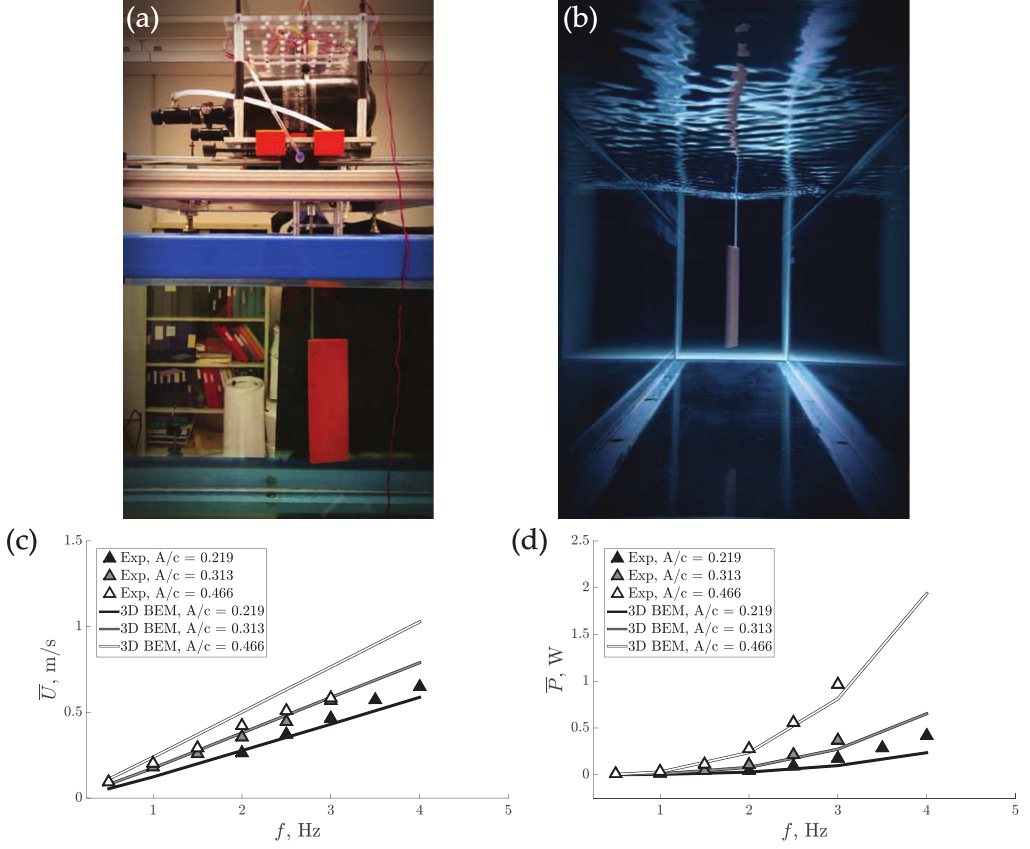 (a)
(b)
(c)
1.5
1
0.5
0
U̅, m/s
Exp, A/c = 0.219
Exp, A/c = 0.313
Exp, A/c = 0.466
3D BEM, A/c = 0.219
3D BEM, A/c = 0.313
3D BEM, A/c = 0.466
1 2 3 4 5
f, Hz
(d)
2.5
2
1.5
1
0.5
0
P̅, W
Exp, A/c = 0.219
Exp, A/c = 0.313
Exp, A/c = 0.466
3D BEM, A/c = 0.219
3D BEM, A/c = 0.313
3D BEM, A/c = 0.466
1 2 3 4 5
f, Hz